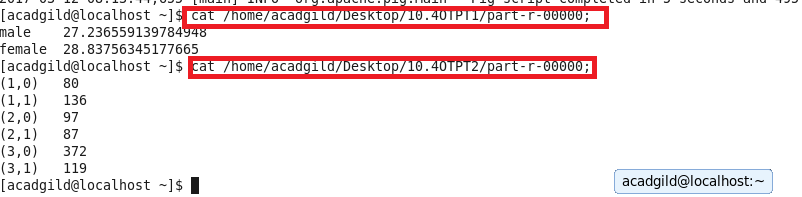 [acadgild@localhost ~]$ cat /home/acadgild/Desktop/10.4OTPT1/part-r-00000;
male    27.236559139784948
female  28.83756345177665
[acadgild@localhost ~]$ cat /home/acadgild/Desktop/10.4OTPT2/part-r-00000;
(1,0)   80
(1,1)   136
(2,0)   97
(2,1)   87
(3,0)   372
(3,1)   119
[acadgild@localhost ~]$
acadgild@localhost:~